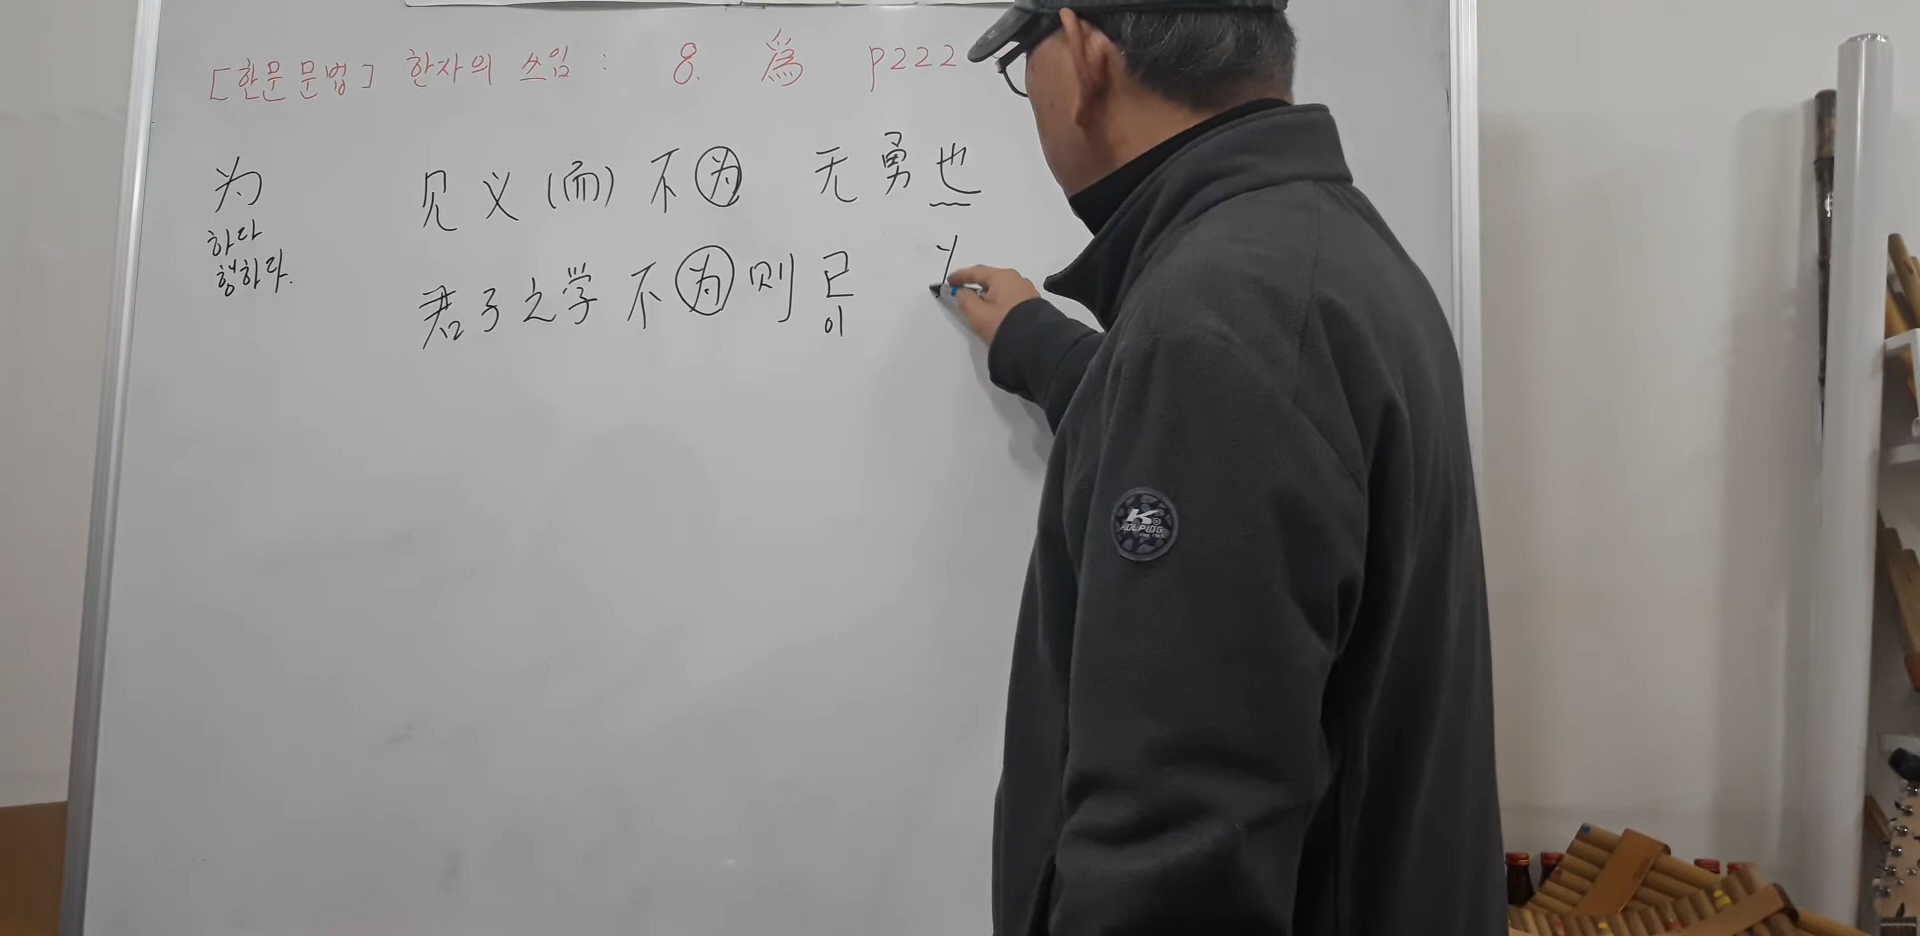 [한문문법] 한자의 쓰임 : 8. 爲 p222
为 见义(而)不为 无勇也
하다
행하다.
君子之学不为则已
이
K
KOLPING